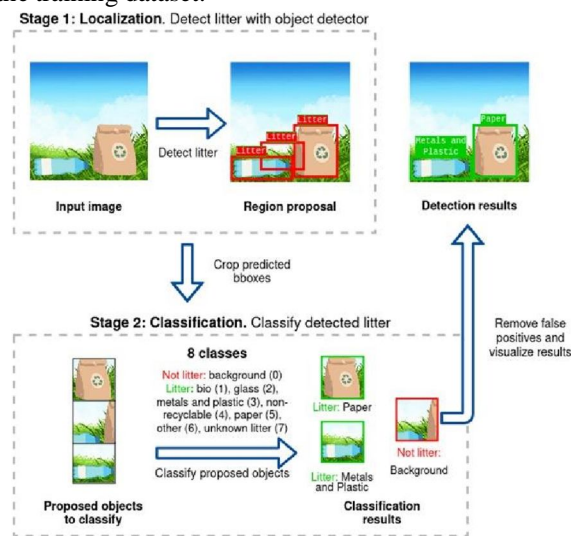 the training dataset.
Stage 1: Localization. Detect litter with object detector
Litter
Litter
Litter
Detect litter
Input image
Region proposal
Paper
Metals and
Plastic
Detection results
Crop predicted
bboxes
Stage 2: Classification. Classify detected litter
8 classes
Not litter: background (0)
Litter: bio (1), glass (2),
metals and plastic (3), non-
recyclable (4), paper (5),
other (6), unknown litter (7)
Classify proposed objects
Proposed objects
to classify
Litter: Paper
Litter: Metals
and Plastic
Not litter:
Background
Classification
results
Remove false
positives and
visualize results